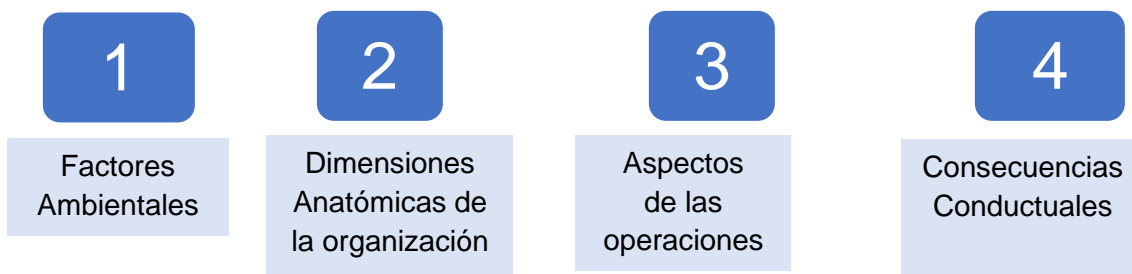 1
Factores
Ambientales
2
Dimensiones
Anatómicas de
la organización
3
Aspectos
de las
operaciones
4
Consecuencias
Conductuales